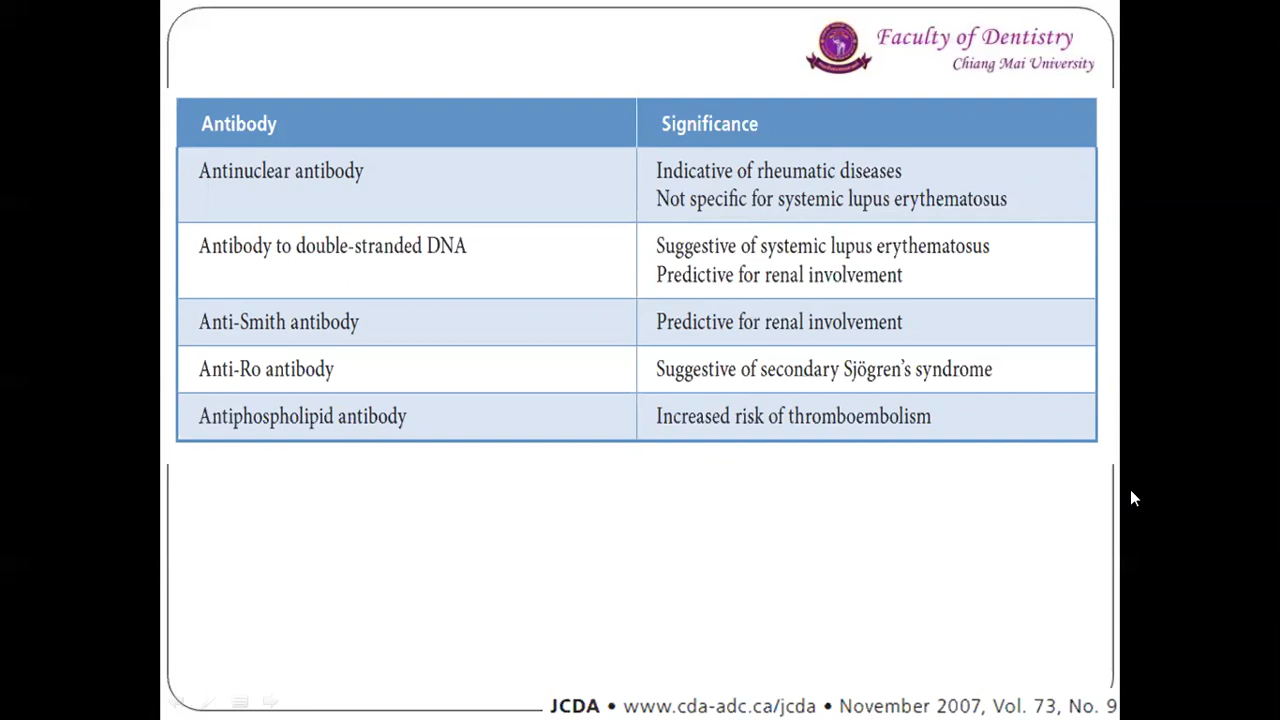 Faculty of Dentistry
Chiang Mai University
Antibody Significance
Antinuclear antibody Indicative of rheumatic diseases
Not specific for systemic lupus erythematosus
Antibody to double-stranded DNA Suggestive of systemic lupus erythematosus
Predictive for renal involvement
Anti-Smith antibody Predictive for renal involvement
Anti-Ro antibody Suggestive of secondary Sjögren's syndrome
Antiphospholipid antibody Increased risk of thromboembolism
JCDA • www.cda-adc.ca/jcda • November 2007, Vol. 73, No. 9